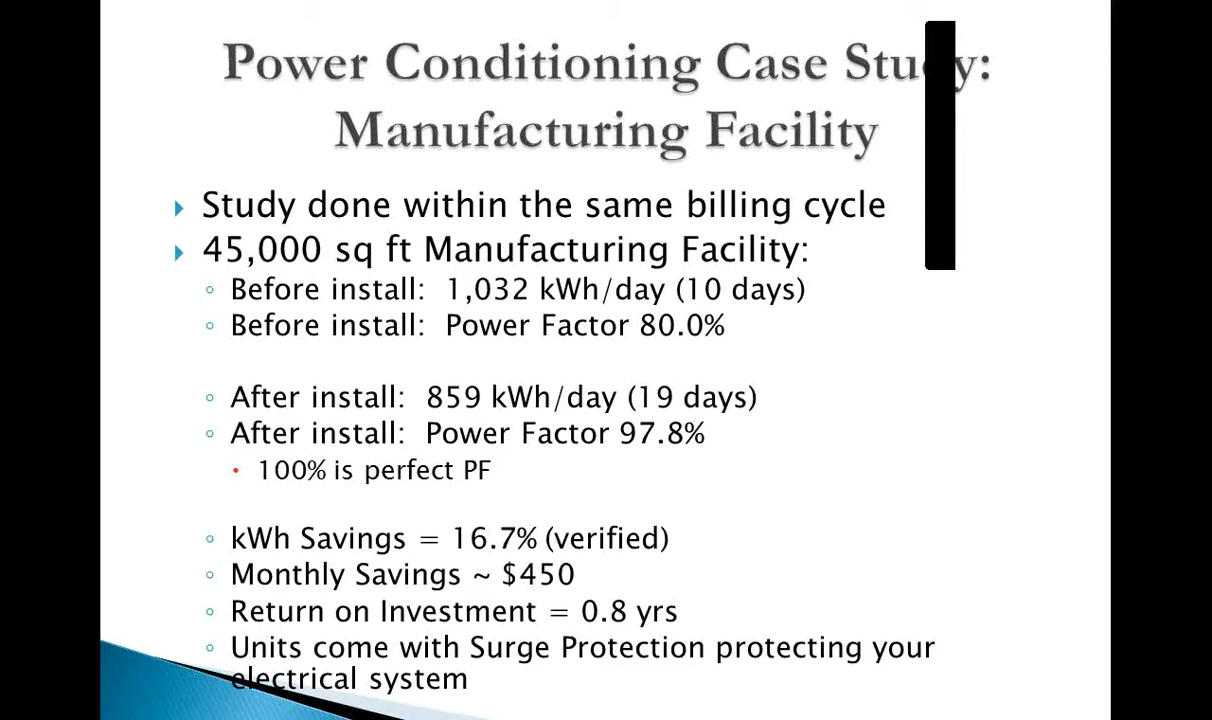 Power Conditioning Case Study:
Manufacturing Facility
Study done within the same billing cycle
45,000 sq ft Manufacturing Facility:
Before install: 1,032 kWh/day (10 days)
Before install: Power Factor 80.0%
After install: 859 kWh/day (19 days)
After install: Power Factor 97.8%
100% is perfect PF
kWh Savings = 16.7% (verified)
Monthly Savings ~ $450
Return on Investment = 0.8 yrs
Units come with Surge Protection protecting your
electrical system